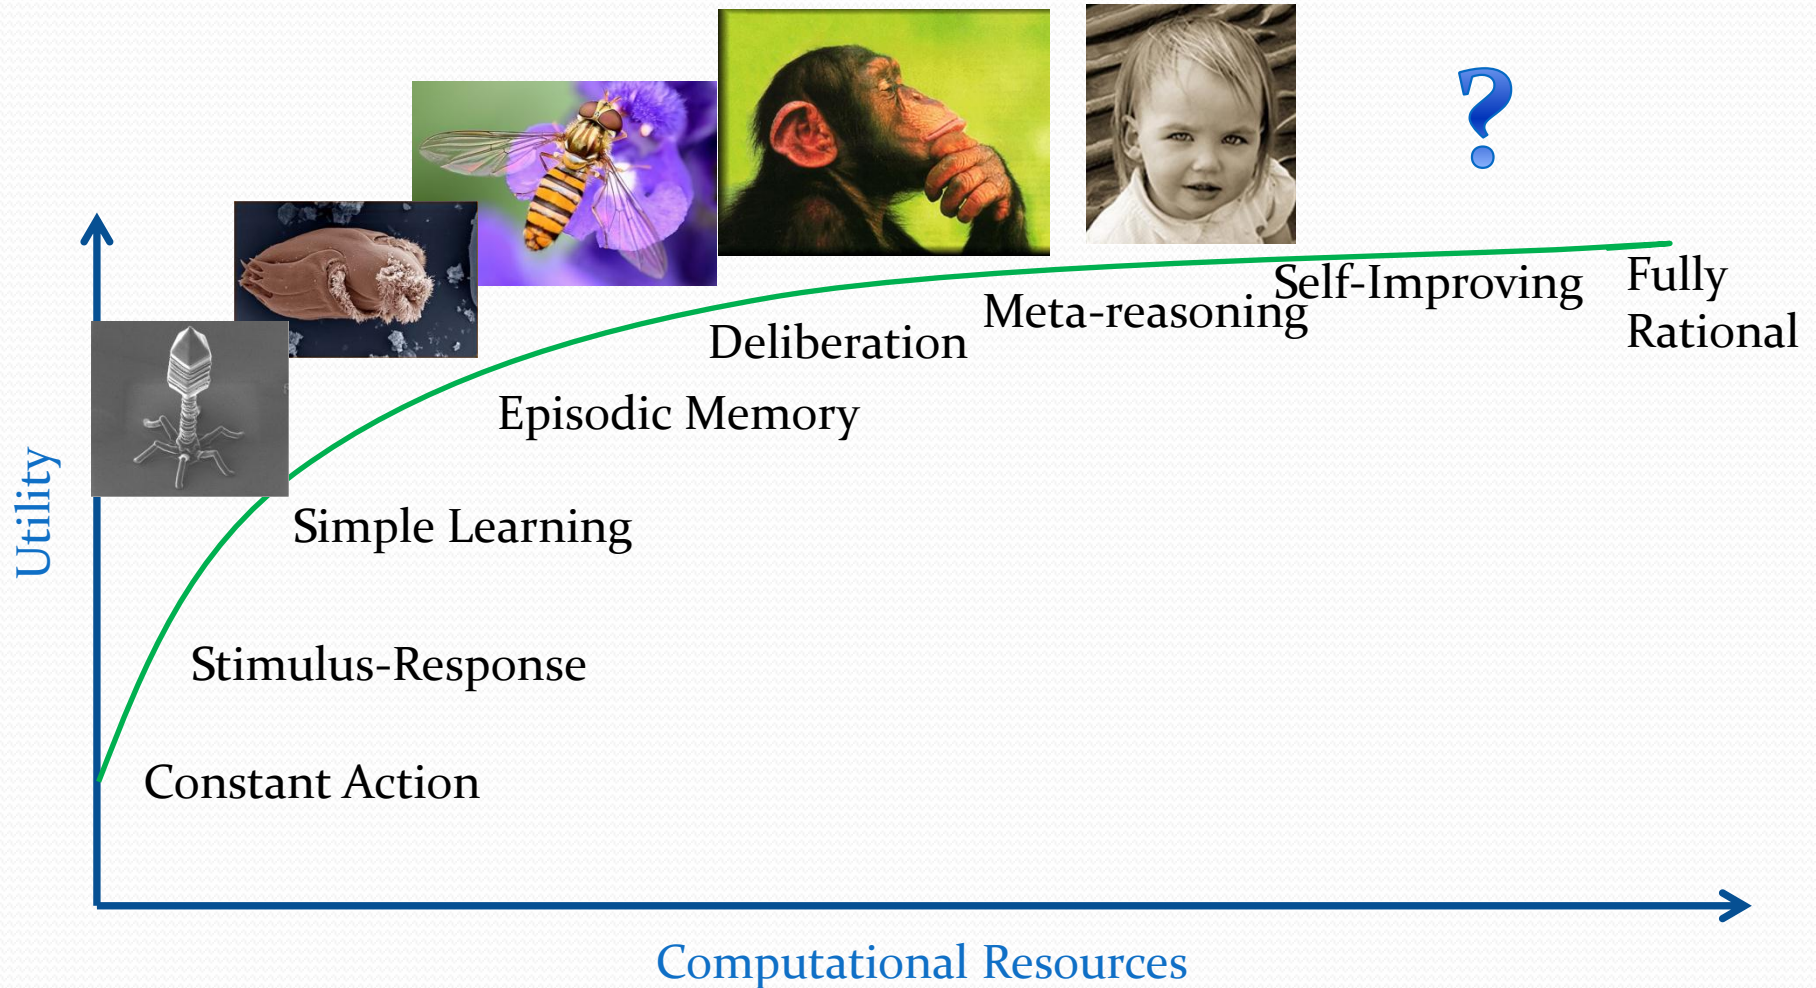 ?
Self-Improving
Fully
Rational
Meta-reasoning
Deliberation
Episodic Memory
Simple Learning
Stimulus-Response
Constant Action
Utility
Computational Resources